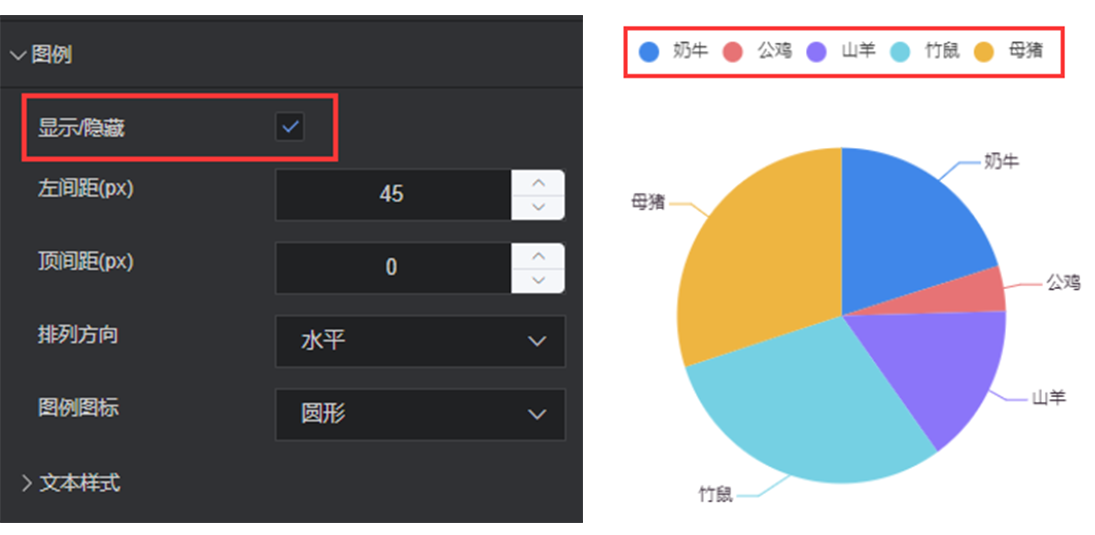 图例
显示/隐藏
左间距(px)
45
顶间距(px)
0
排列方向
水平
图例图标
圆形
文本样式
奶牛 公鸡 山羊 竹鼠 母猪
奶牛
母猪
公鸡
山羊
竹鼠